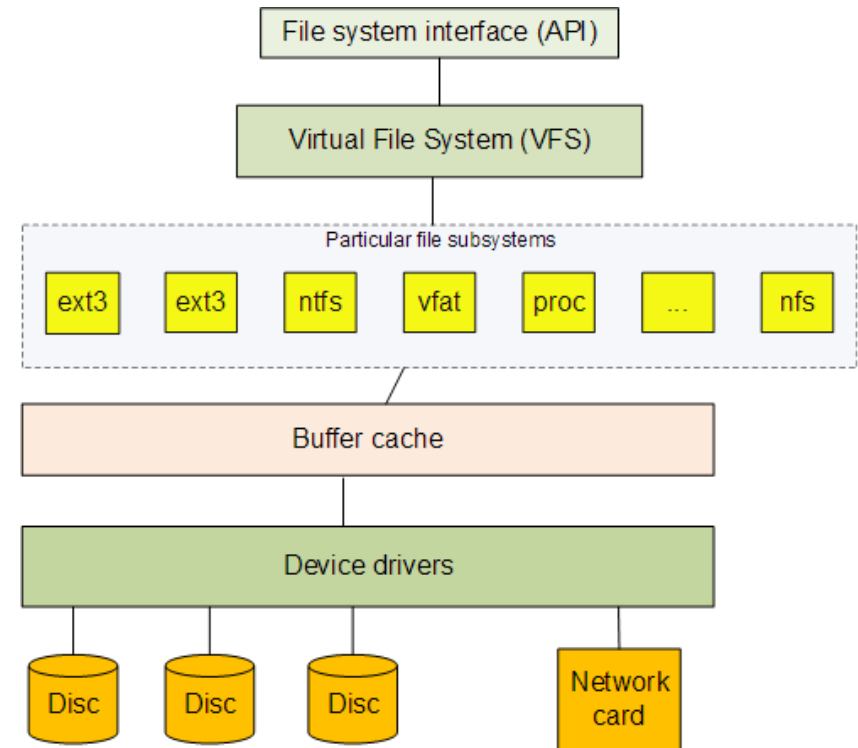 File system interface (API)
Virtual File System (VFS)
Particular file subsystems
ext3 ext3 ntfs vfat proc ... nfs
Buffer cache
Device drivers
Disc Disc Disc Network
card